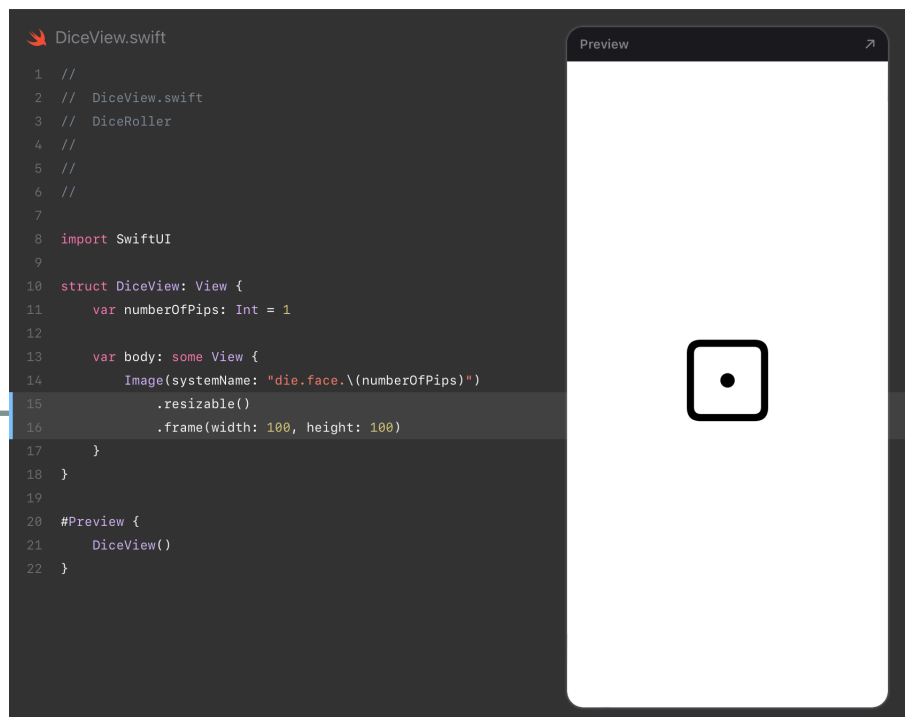 DiceView.swift
Preview
1 //
2 //  DiceView.swift
3 //  DiceRoller
4 //
5 //
6 //
7
8 import SwiftUI
9
10 struct DiceView: View {
11     var numberOfPips: Int = 1
12
13     var body: some View {
14         Image(systemName: "die.face.\(numberOfPips)")
15             .resizable()
16             .frame(width: 100, height: 100)
17     }
18 }
19
20 #Preview {
21     DiceView()
22 }